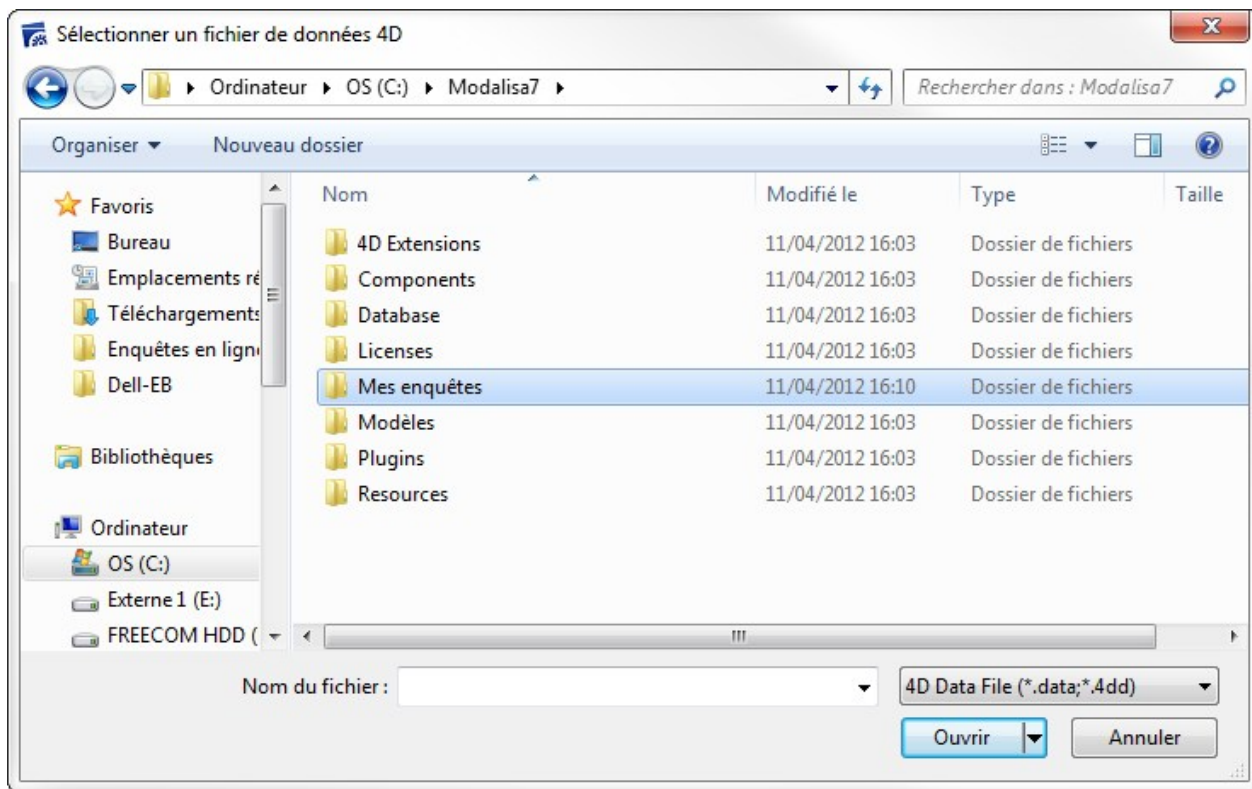 Sélectionner un fichier de données 4D
Ordinateur OS (C:) Modalisa7
Rechercher dans : Modalisa7
Organiser Nouveau dossier
Favoris
Bureau
Emplacements ré
Téléchargements
Enquêtes en ligne
Dell-EB
Bibliothèques
Ordinateur
OS (C:)
Externe 1 (E:)
FREECOM HDD (
Nom Modifié le Type Taille
4D Extensions 11/04/2012 16:03 Dossier de fichiers
Components 11/04/2012 16:03 Dossier de fichiers
Database 11/04/2012 16:03 Dossier de fichiers
Licenses 11/04/2012 16:03 Dossier de fichiers
Mes enquêtes 11/04/2012 16:10 Dossier de fichiers
Modèles 11/04/2012 16:03 Dossier de fichiers
Plugins 11/04/2012 16:03 Dossier de fichiers
Resources 11/04/2012 16:03 Dossier de fichiers
Nom du fichier :
4D Data File (*.data;*.4dd)
Ouvrir Annuler